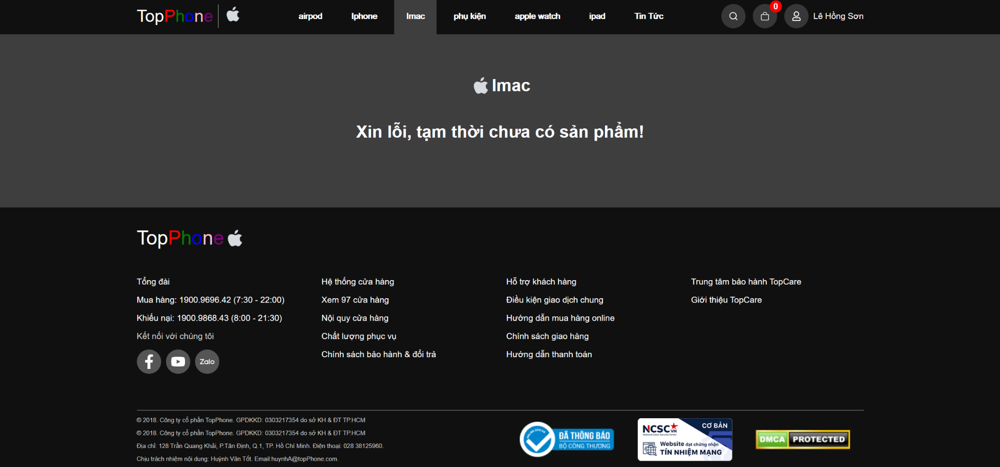 TopPhone
airpod Iphone Imac phụ kiện apple watch ipad Tin Tức
0
Lê Hồng Sơn
Imac
Xin lỗi, tạm thời chưa có sản phẩm!
TopPhone
Tổng đài
Mua hàng: 1900.9696.42 (7:30 - 22:00)
Khiếu nại: 1900.9868.43 (8:00 - 21:30)
Kết nối với chúng tôi
Zalo
Hệ thống cửa hàng
Xem 97 cửa hàng
Nội quy cửa hàng
Chất lượng phục vụ
Chính sách bảo hành & đổi trả
Hỗ trợ khách hàng
Điều kiện giao dịch chung
Hướng dẫn mua hàng online
Chính sách giao hàng
Hướng dẫn thanh toán
Trung tâm bảo hành TopCare
Giới thiệu TopCare
© 2018. Công ty cổ phần TopPhone. GPDKKD: 0303217354 do sở KH & ĐT TP.HCM
© 2018. Công ty cổ phần TopPhone. GPDKKD: 0303217354 do sở KH & ĐT TP.HCM
Địa chỉ: 128 Trần Quang Khải, P.Tân Định, Q.1, TP. Hồ Chí Minh. Điện thoại: 028 38125960.
Chịu trách nhiệm nội dung: Huỳnh Văn Tốt. Email:huynhA@topPhone.com.
ONLINE.GOV.VN
ĐÃ THÔNG BÁO
BỘ CÔNG THƯƠNG
NCSC VN
National Cyber Security Center
CƠ BẢN
Website đạt chứng nhận
TÍN NHIỆM MẠNG
DMCA PROTECTED